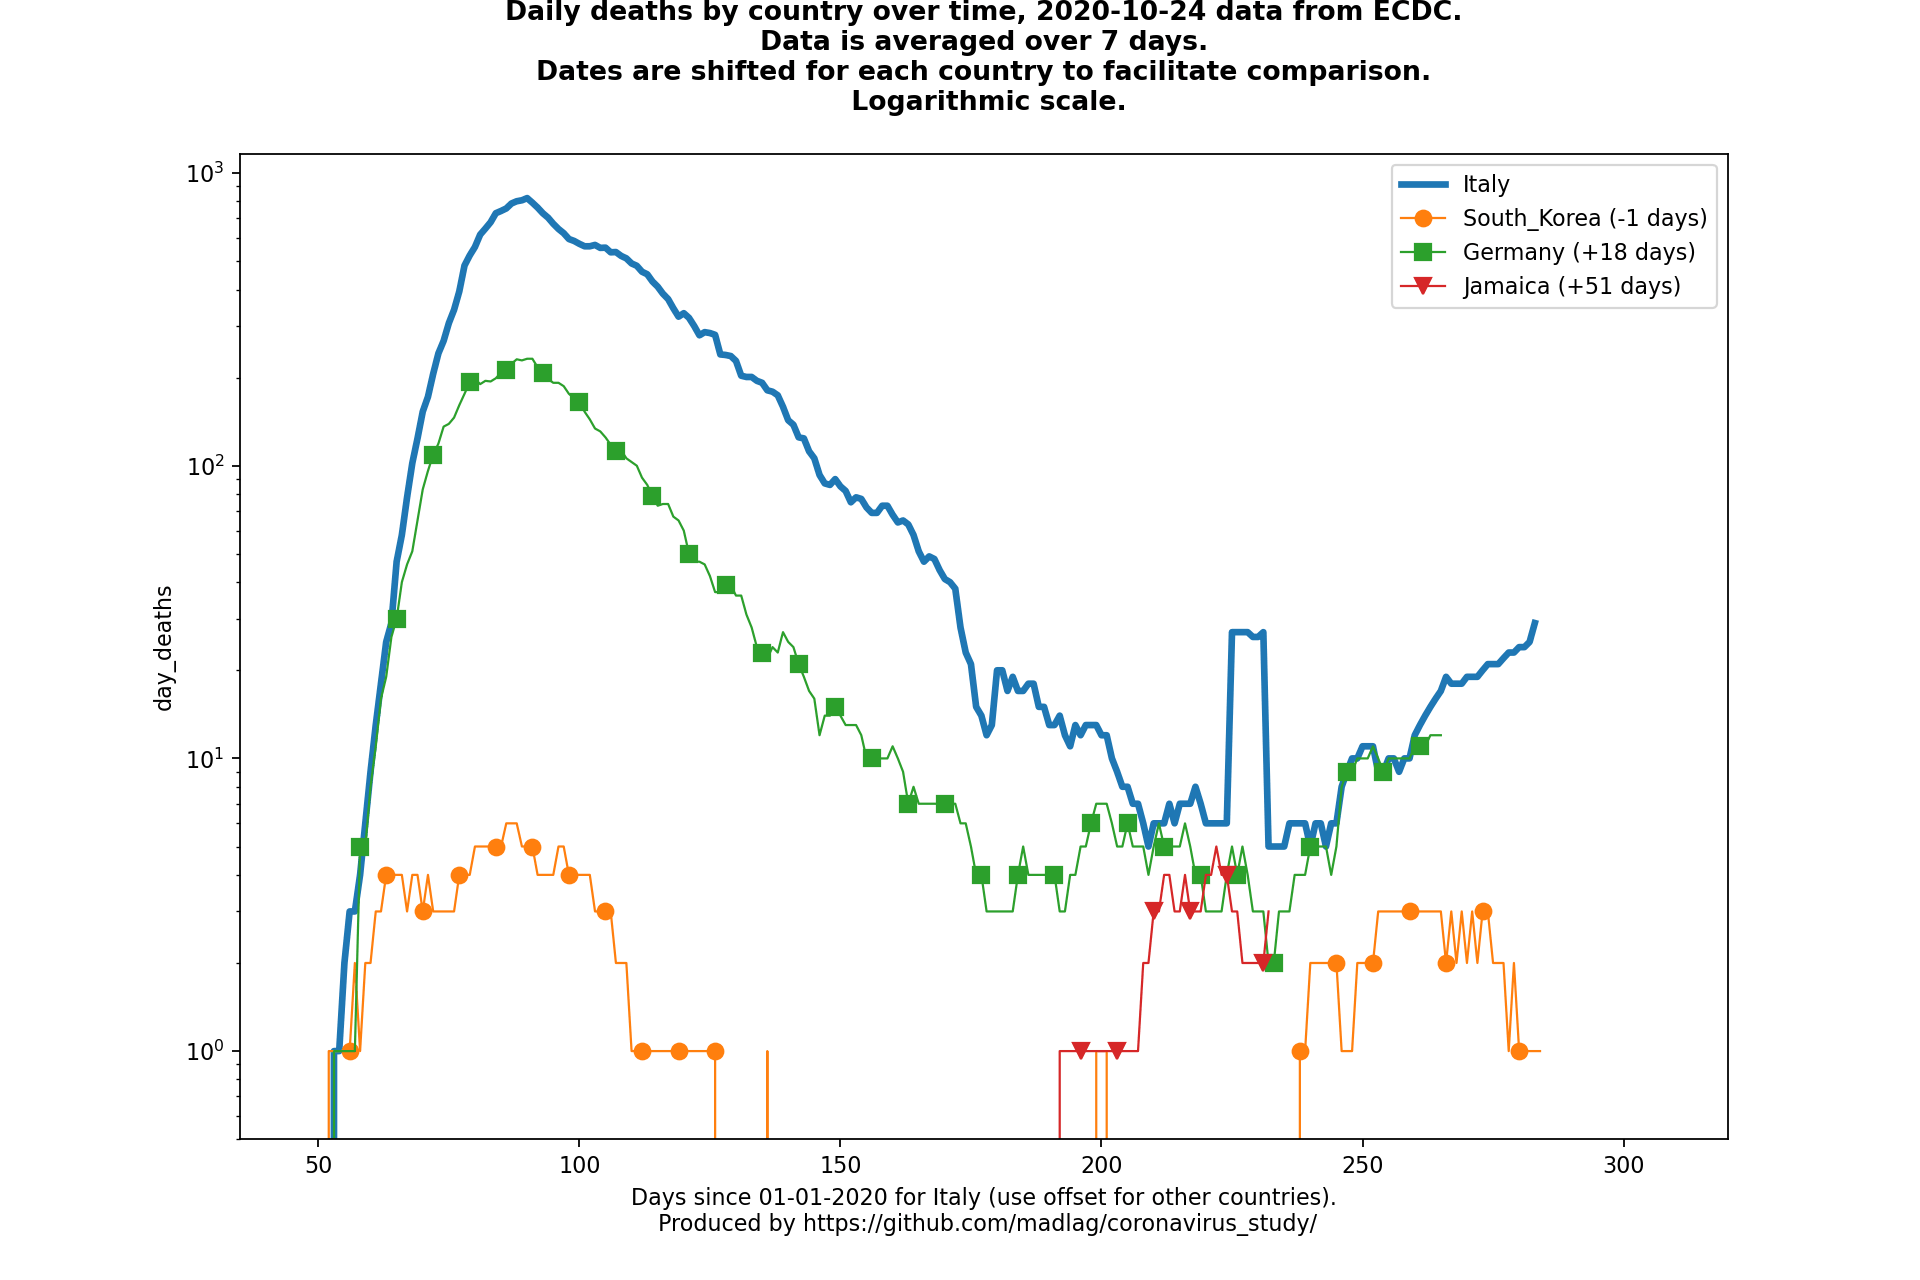 Daily deaths by country over time, 2020-10-24 data from ECDC.
Data is averaged over 7 days.
Dates are shifted for each country to facilitate comparison.
Logarithmic scale.
10³
10²
10¹
10⁰
day_deaths
Italy
South_Korea (-1 days)
Germany (+18 days)
Jamaica (+51 days)
50 100 150 200 250 300
Days since 01-01-2020 for Italy (use offset for other countries).
Produced by https://github.com/madlag/coronavirus_study/